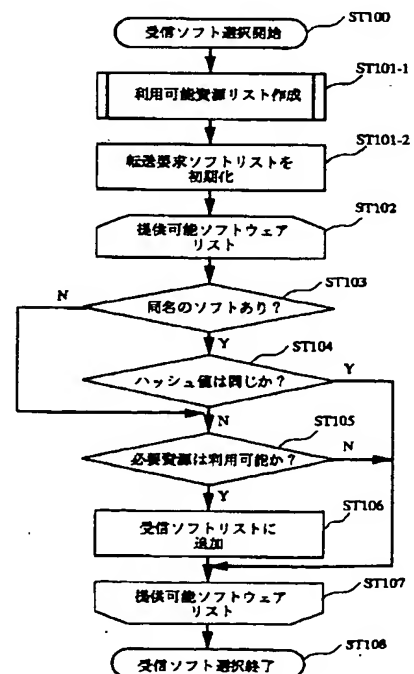 ST100
受信ソフト選択開始
ST101-1
利用可能資源リスト作成
ST101-2
転送要求ソフトリストを
初期化
ST102
提供可能ソフトウェア
リスト
ST103
N
同名のソフトあり?
Y
ST104
ハッシュ値は同じか?
Y
N
ST105
必要資源は利用可能か?
N
Y
ST106
受信ソフトリストに
追加
ST107
提供可能ソフトウェア
リスト
ST108
受信ソフト選択終了